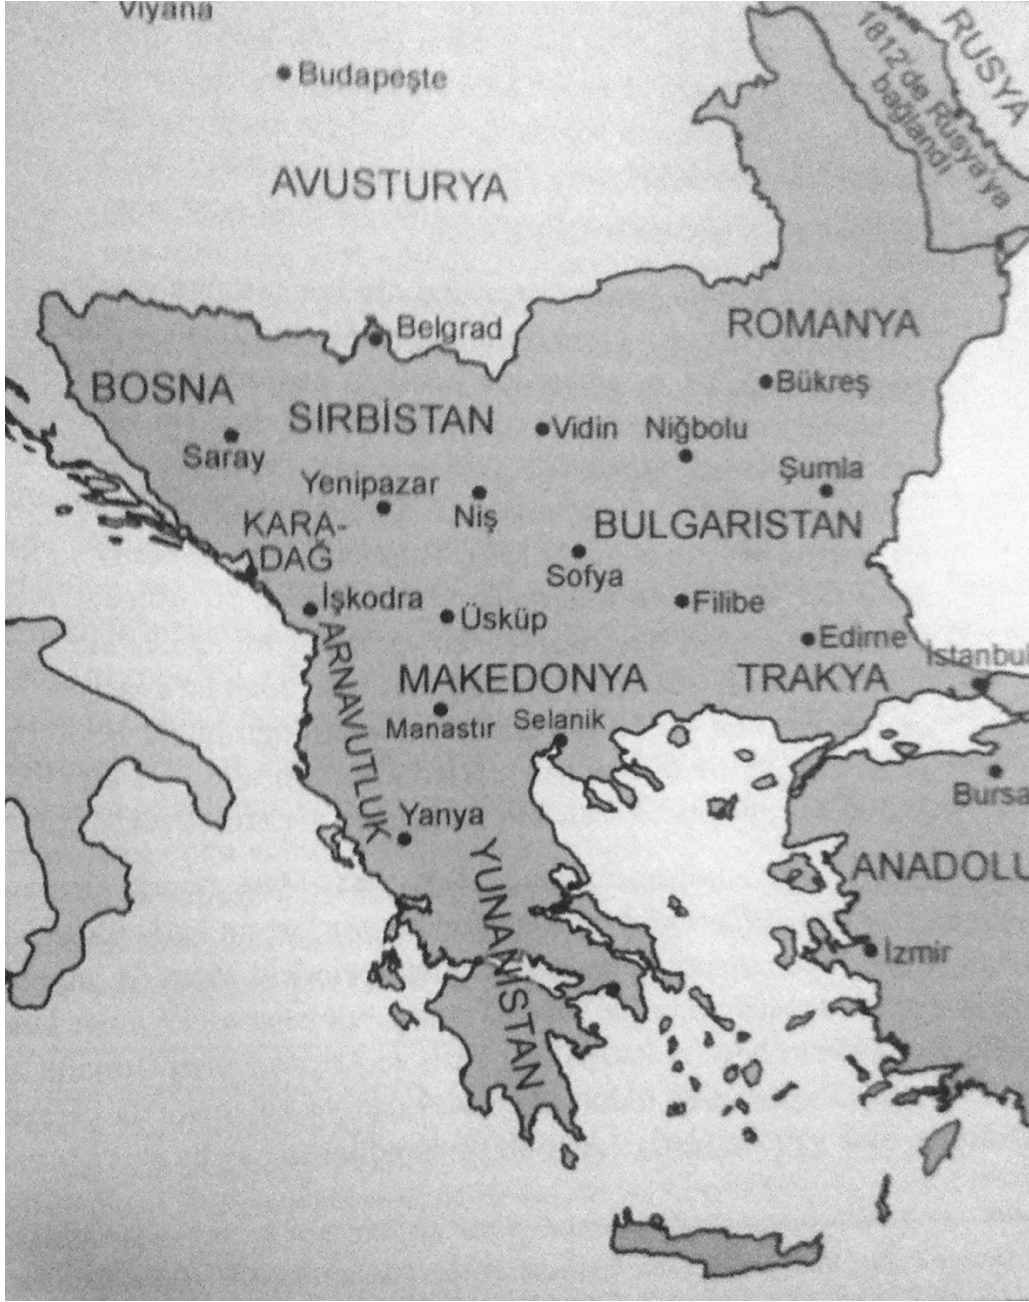 Viyana
Budapeşte
RUSYA
1812'de Rusya'ya
bağlandı
AVUSTURYA
ROMANYA
Belgrad
BOSNA
Bükreş
SIRBİSTAN
Vidin
Niğbolu
Saray
Şumla
Yenipazar
Niş
KARA-
DAĞ
BULGARISTAN
Sofya
İşkodra
Üsküp
Filibe
Edirne
İstanbul
ARNAVUTLUK
MAKEDONYA
TRAKYA
Manastır
Selanik
Bursa
Yanya
YUNANİSTAN
ANADOLU
İzmir